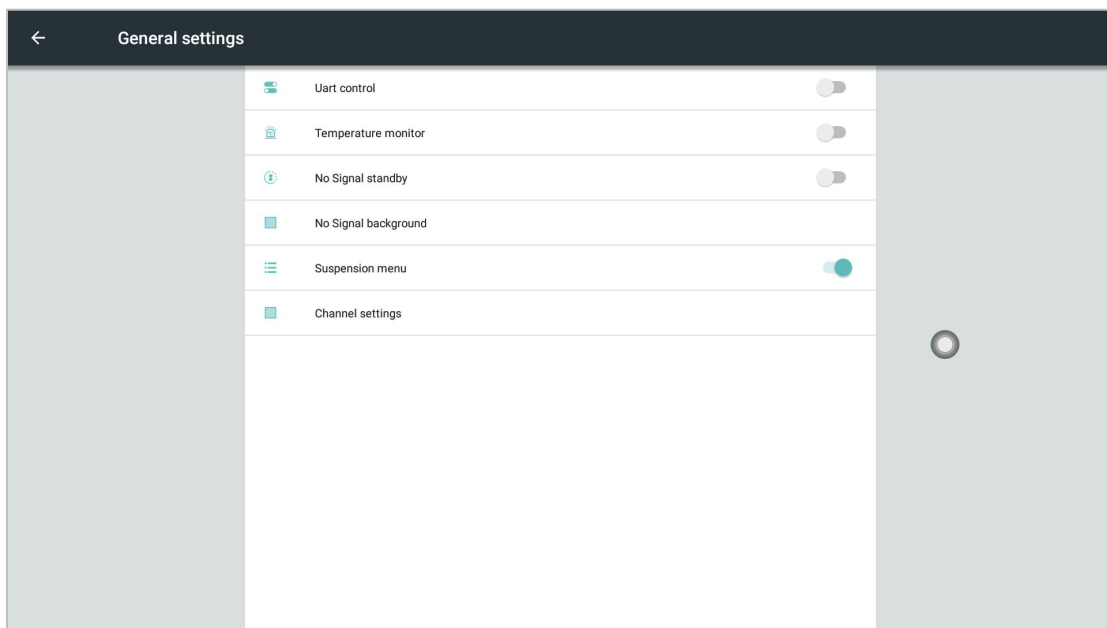 General settings
Uart control
Temperature monitor
No Signal standby
No Signal background
Suspension menu
Channel settings